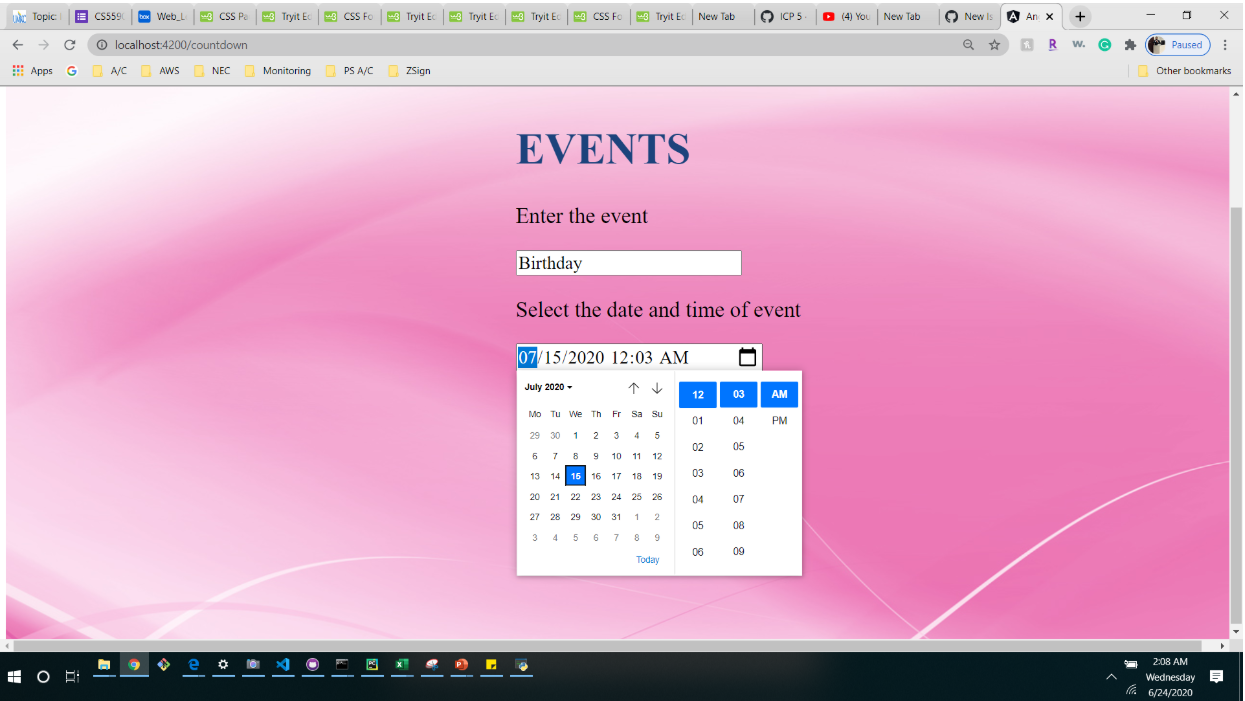 Topic: CS559 Web_L CSS Pa Tryit Ec CSS Fo Tryit Ec Tryit Ec Tryit Ec CSS Fo Tryit Ec New Tab ICP 5 - (4) You New Tab New Is An
localhost:4200/countdown Paused
Apps A/C AWS NEC Monitoring PS A/C ZSign Other bookmarks
EVENTS
Enter the event
Birthday
Select the date and time of event
07/15/2020 12:03 AM
July 2020 12 03 AM
Mo Tu We Th Fr Sa Su 01 04 PM
29 30 1 2 3 4 5
6 7 8 9 10 11 12 02 05
13 14 15 16 17 18 19 03 06
20 21 22 23 24 25 26 04 07
27 28 29 30 31 1 2 05 08
3 4 5 6 7 8 9 06 09
Today
2:08 AM
Wednesday
6/24/2020